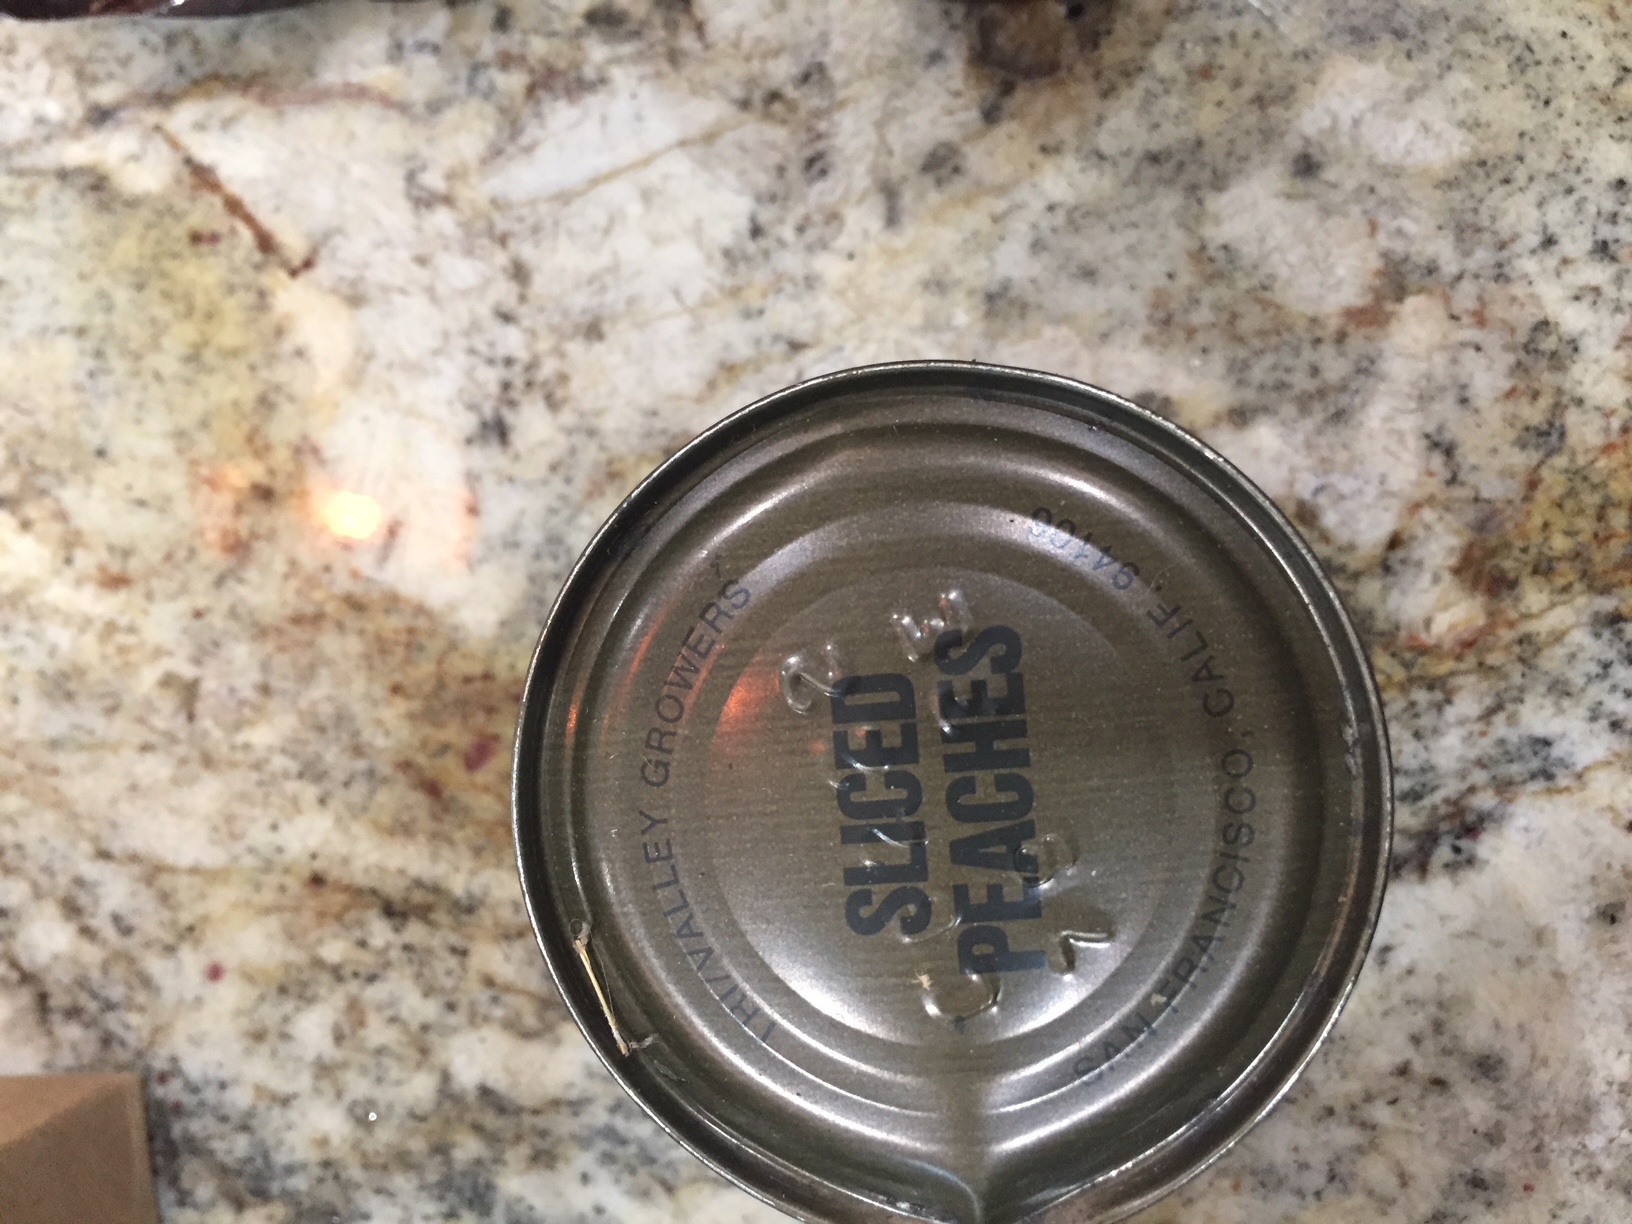 TRI/VALLEY GROWERS
SLICED
PEACHES
SAN FRANCISCO, CALIF. 94106